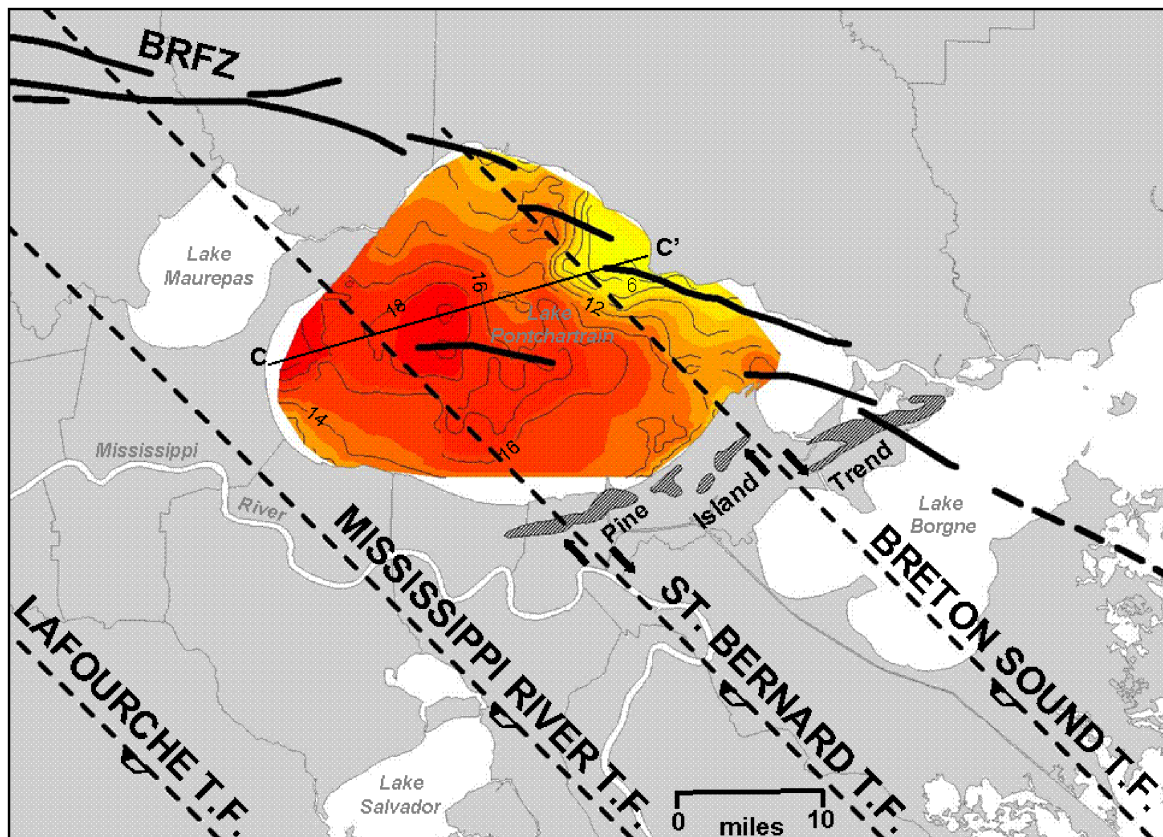 BRFZ
Lake
Maurepas
C'
6
16
12
18
Lake
Pontchartrain
C
14
16
Mississippi
River
Pine
Island
Trend
Lake
Borgne
LAFOURCHE T.F.
MISSISSIPPI RIVER T.F.
ST. BERNARD T.F.
BRETON SOUND T.F.
Lake
Salvador
0 10
miles